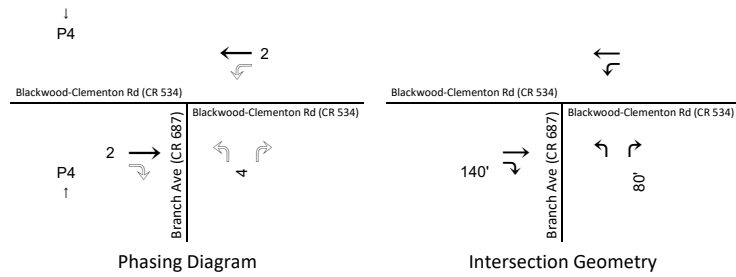 ↓
P4
← 2
Blackwood-Clementon Rd (CR 534)
Blackwood-Clementon Rd (CR 534)
Branch Ave (CR 687)
2 →
4
P4
↑
Phasing Diagram
Blackwood-Clementon Rd (CR 534)
Blackwood-Clementon Rd (CR 534)
Branch Ave (CR 687)
140'
80'
Intersection Geometry